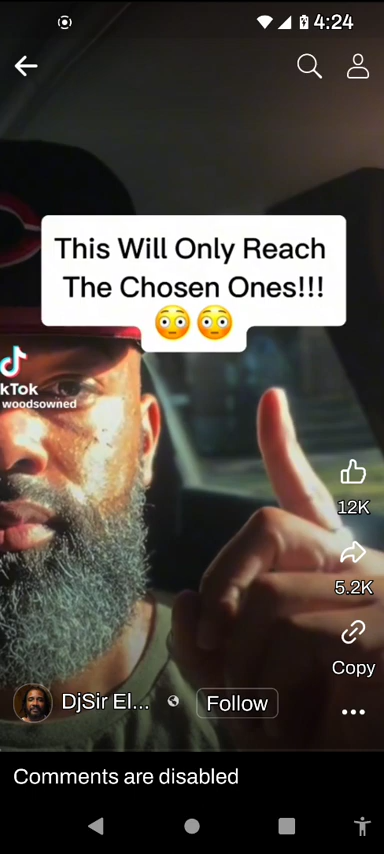 4:24
This Will Only Reach
The Chosen Ones!!!
😳😳
kTok
woodsowned
12K
5.2K
Copy
DjSir El...
Follow
Comments are disabled